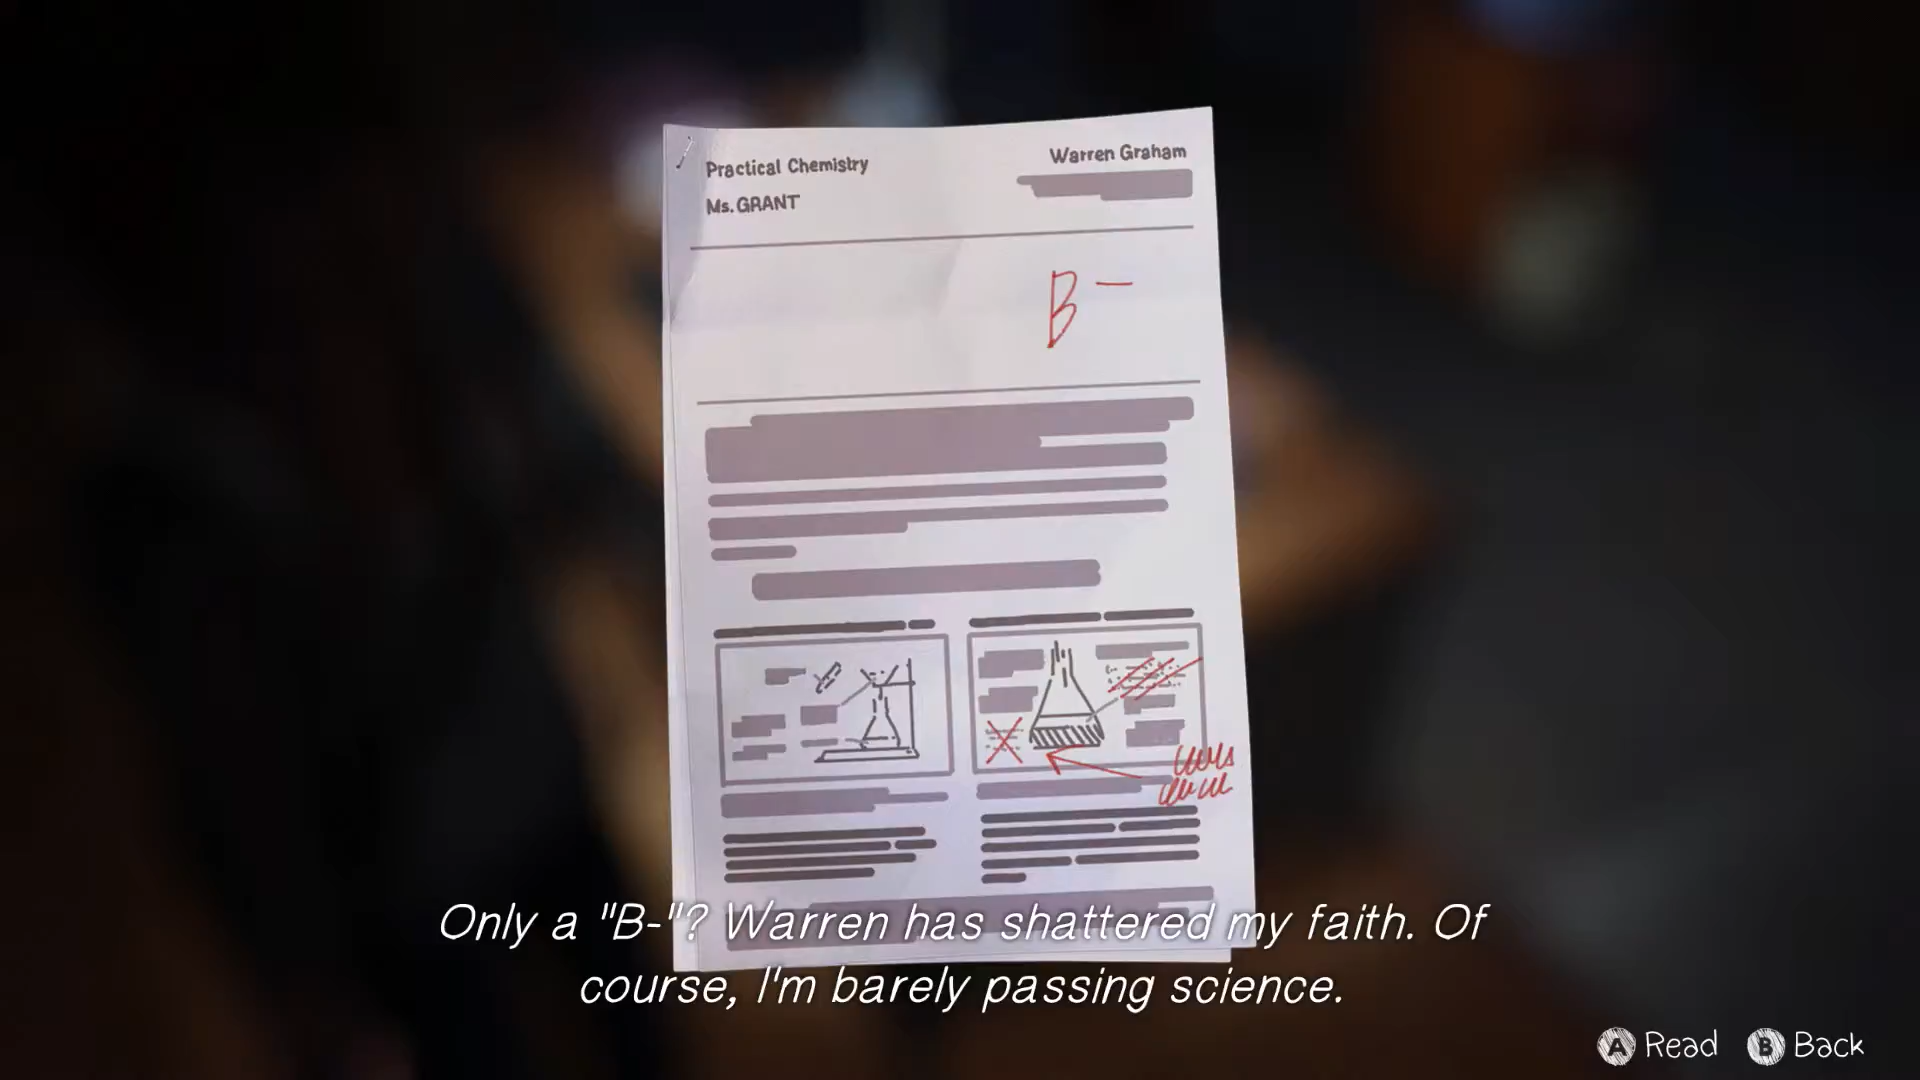 Practical Chemistry
Warren Graham
Ms. GRANT
B-
Only a "B-"? Warren has shattered my faith. Of
course, I'm barely passing science.
A Read B Back